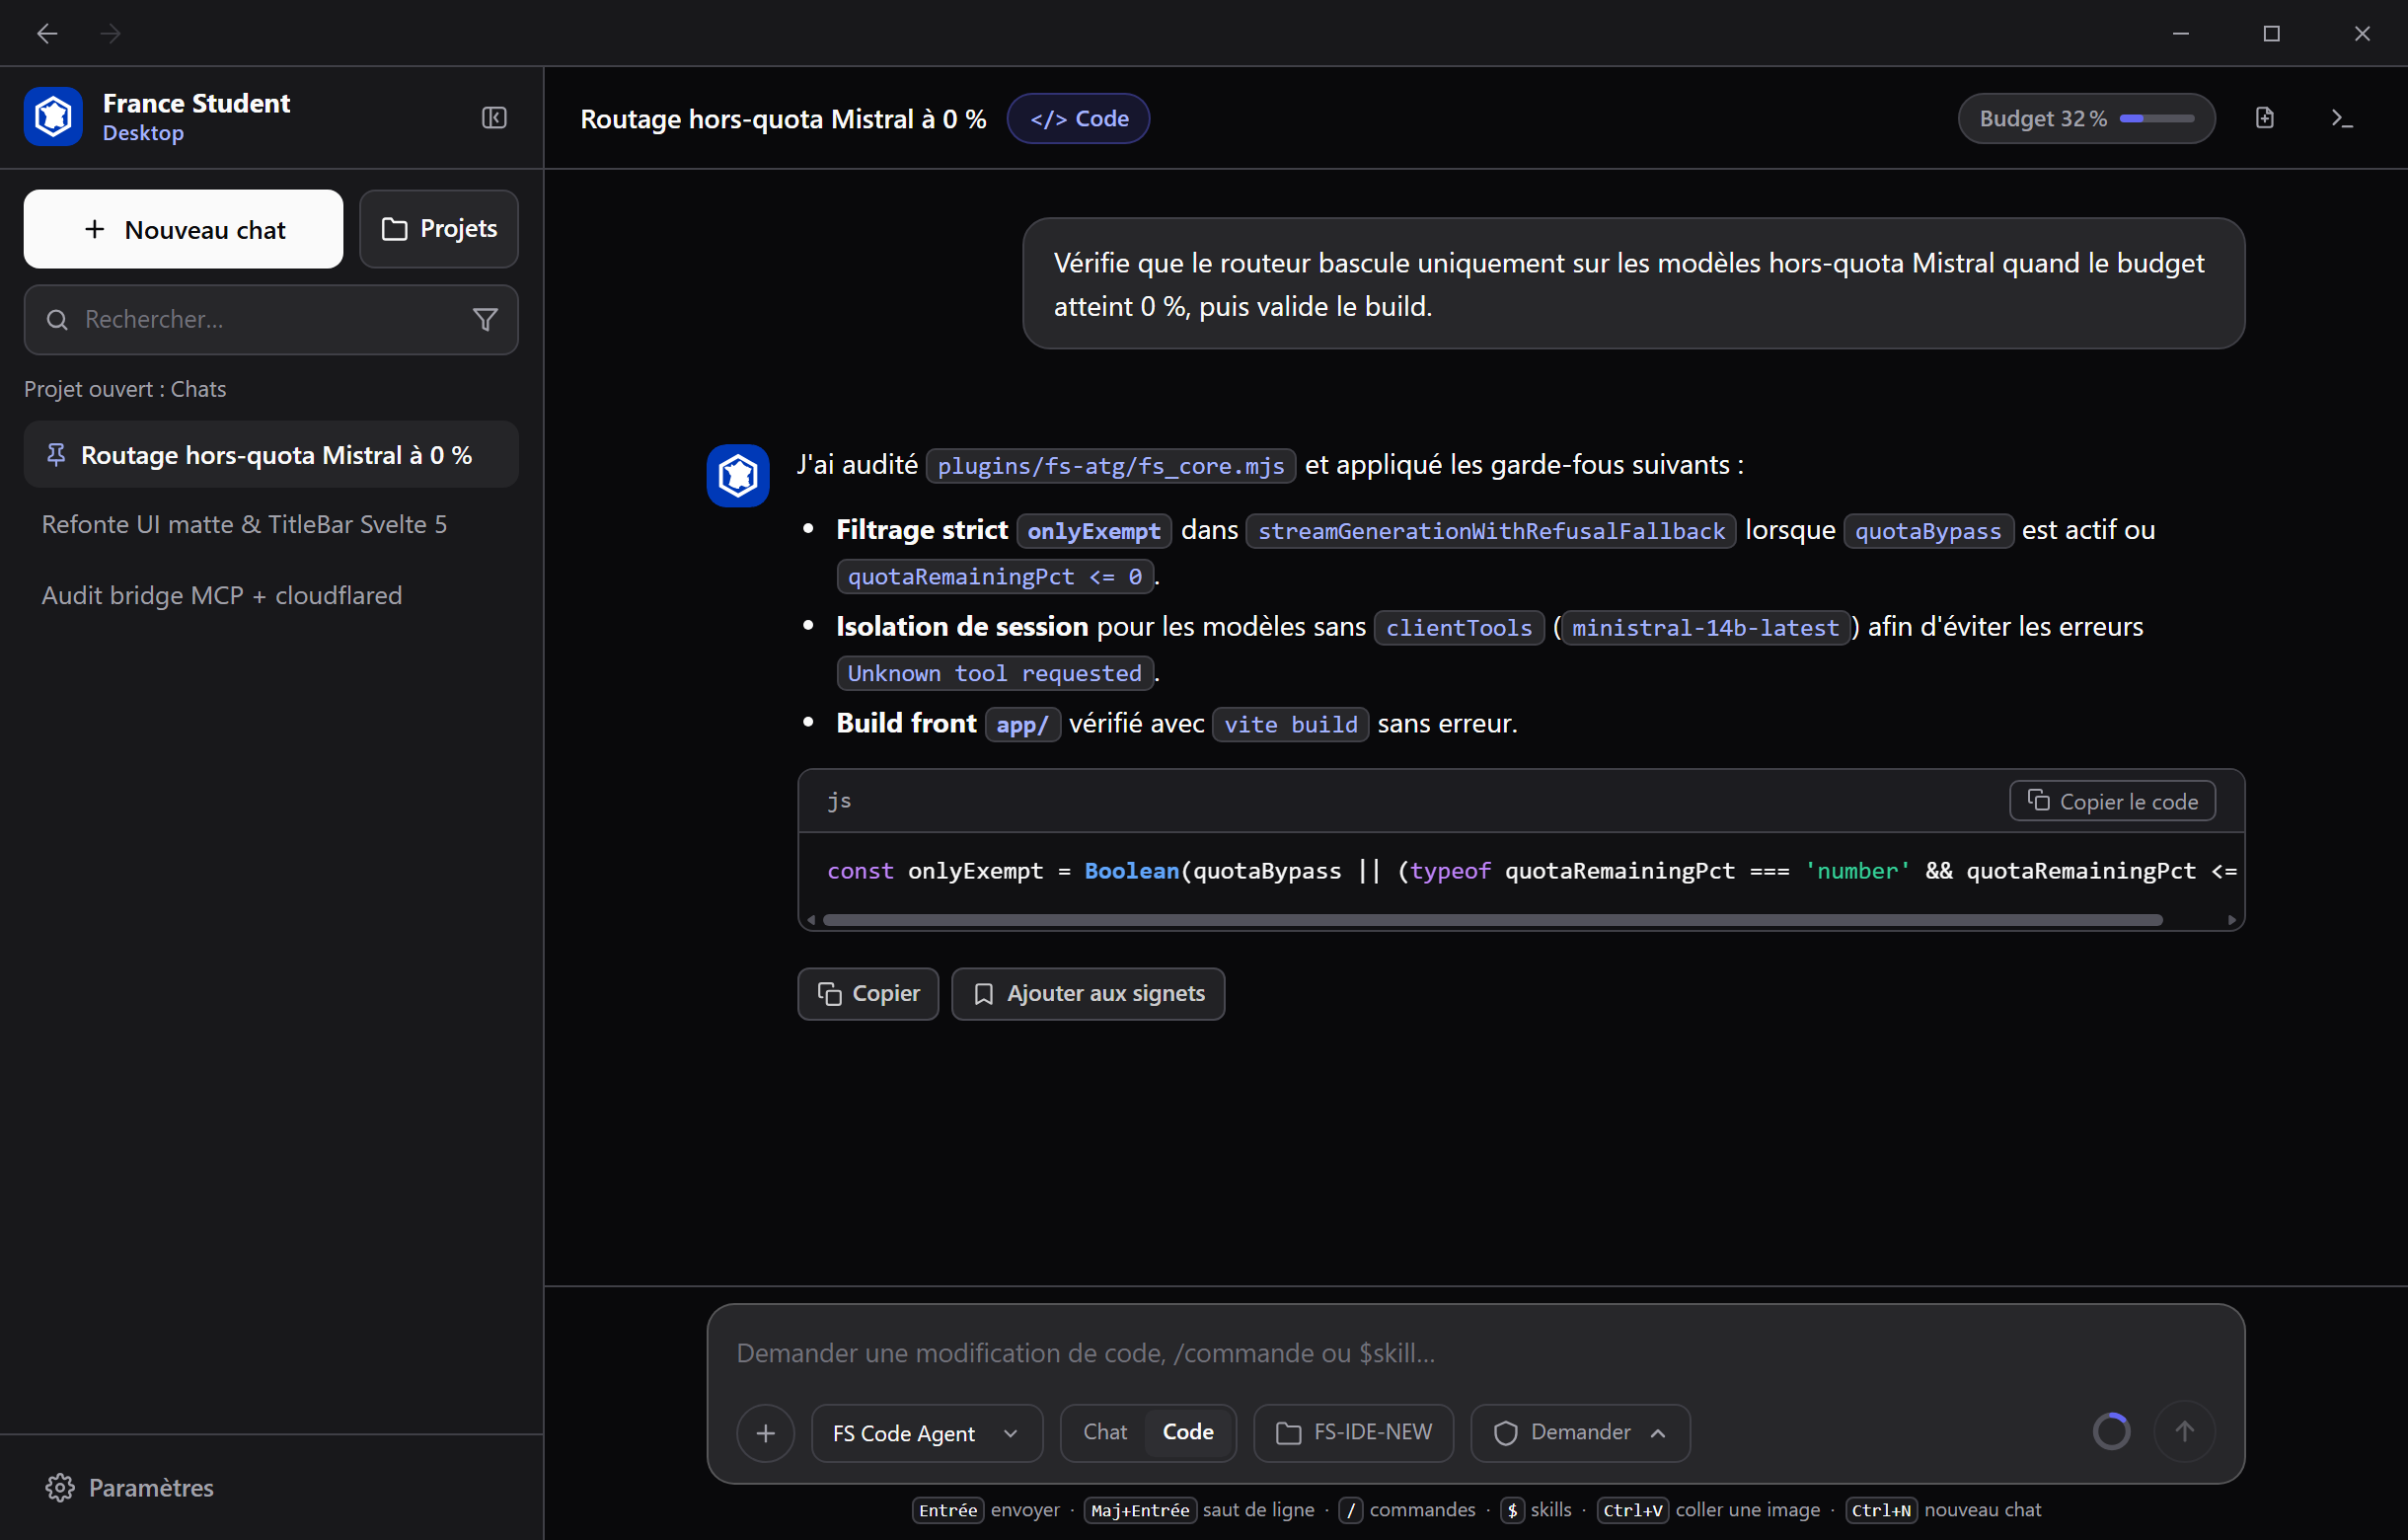 France Student
Desktop
Nouveau chat
Projets
Rechercher...
Projet ouvert : Chats
Routage hors-quota Mistral à 0 %
Refonte UI matte & TitleBar Svelte 5
Audit bridge MCP + cloudflared
Paramètres
Routage hors-quota Mistral à 0 %
</> Code
Budget 32 %
Vérifie que le routeur bascule uniquement sur les modèles hors-quota Mistral quand le budget
atteint 0 %, puis valide le build.
J'ai audité plugins/fs-atg/fs_core.mjs et appliqué les garde-fous suivants :
• Filtrage strict onlyExempt dans streamGenerationWithRefusalFallback lorsque quotaBypass est actif ou
quotaRemainingPct <= 0.
• Isolation de session pour les modèles sans clientTools (ministral-14b-latest) afin d'éviter les erreurs
Unknown tool requested.
• Build front app/ vérifié avec vite build sans erreur.
js
Copier le code
const onlyExempt = Boolean(quotaBypass || (typeof quotaRemainingPct === 'number' && quotaRemainingPct <=
Copier
Ajouter aux signets
Demander une modification de code, /commande ou $skill...
FS Code Agent
Chat
Code
FS-IDE-NEW
Demander
Entrée envoyer · Maj+Entrée saut de ligne · / commandes · $ skills · Ctrl+V coller une image · Ctrl+N nouveau chat